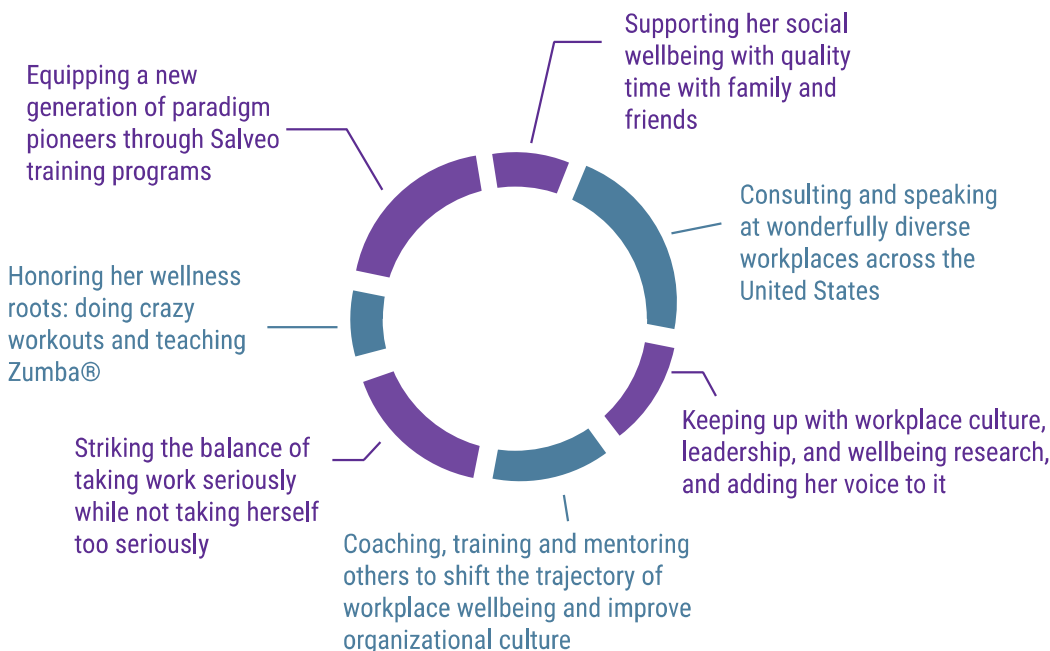 Supporting her social
wellbeing with quality
time with family and
friends
Consulting and speaking
at wonderfully diverse
workplaces across the
United States
Keeping up with workplace culture,
leadership, and wellbeing research,
and adding her voice to it
Coaching, training and mentoring
others to shift the trajectory of
workplace wellbeing and improve
organizational culture
Striking the balance of
taking work seriously
while not taking herself
too seriously
Honoring her wellness
roots: doing crazy
workouts and teaching
Zumba®
Equipping a new
generation of paradigm
pioneers through Salveo
training programs